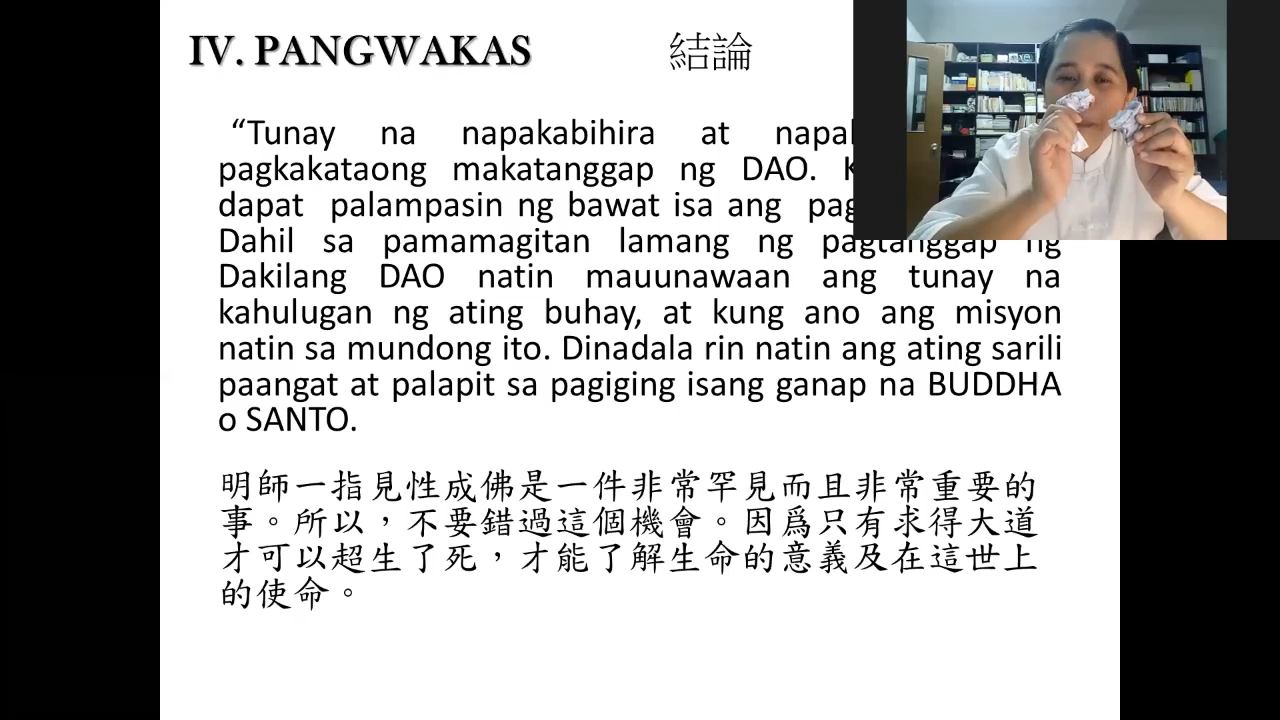 IV. PANGWAKAS 結論
“Tunay na napakabihira at
pagkakataong makatanggap ng DAO.
dapat palampasin ng bawat isa ang
Dahil sa pamamagitan lamang ng pagtanggap ng
Dakilang DAO natin mauunawaan ang tunay na
kahulugan ng ating buhay, at kung ano ang misyon
natin sa mundong ito. Dinadala rin natin ang ating sarili
paangat at palapit sa pagiging isang ganap na BUDDHA
o SANTO.
明師一指見性成佛是一件非常罕見而且非常重要的
事。所以，不要錯過這個機會。因爲只有求得大道
才可以超生了死，才能了解生命的意義及在這世上
的使命。